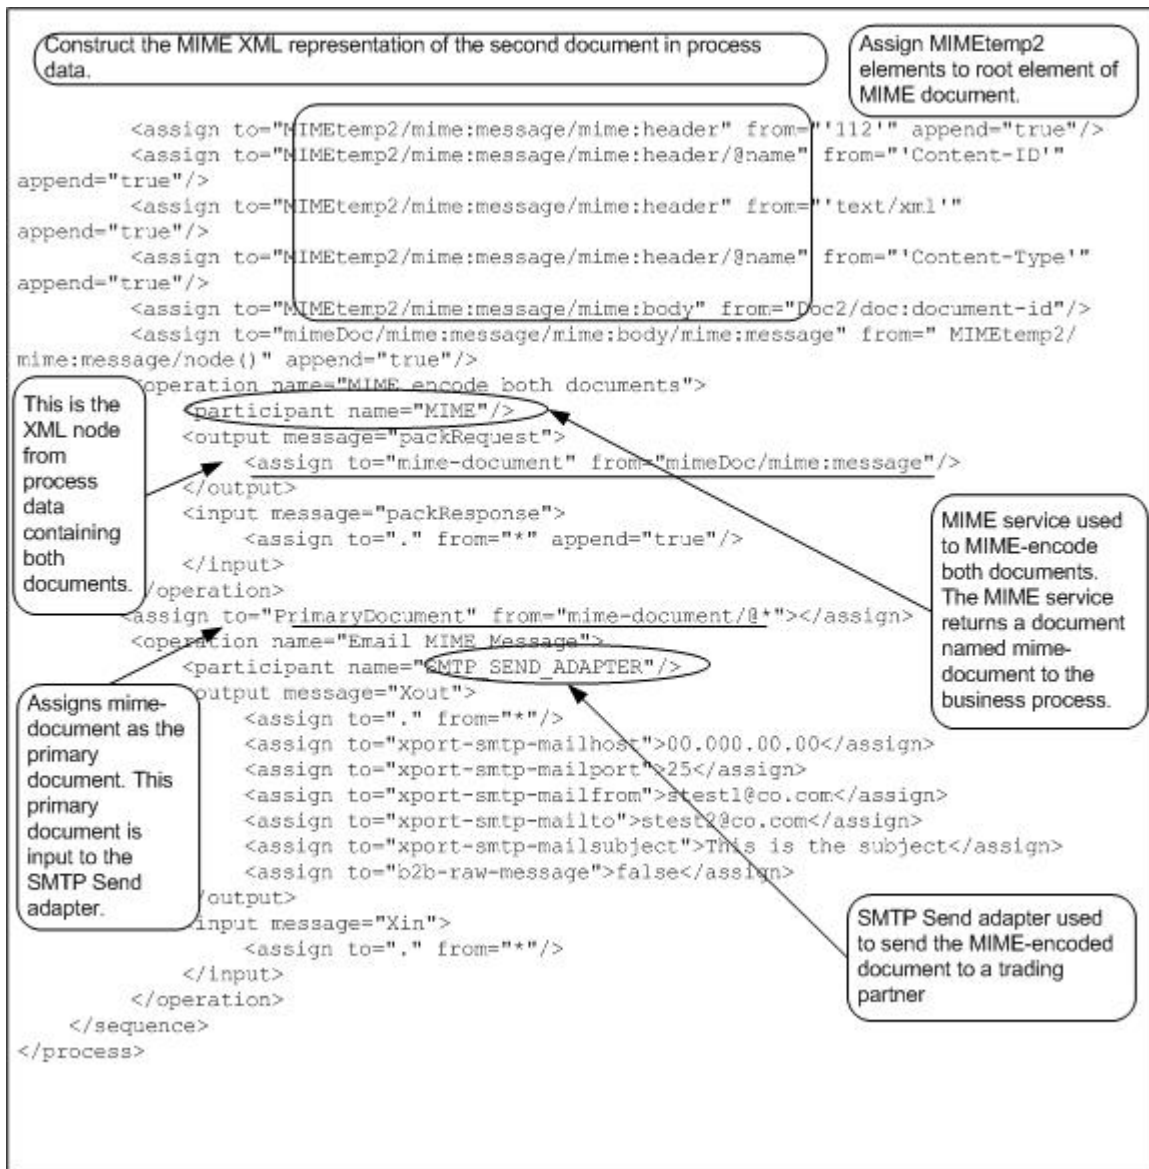 Construct the MIME XML representation of the second document in process
data.
Assign MIMEtemp2
elements to root element of
MIME document.
<assign to="MIMEtemp2/mime:message/mime:header" from="'112'" append="true"/>
<assign to="MIMEtemp2/mime:message/mime:header/@name" from="'Content-ID'"
append="true"/>
<assign to="MIMEtemp2/mime:message/mime:header" from="'text/xml'"
append="true"/>
<assign to="MIMEtemp2/mime:message/mime:header/@name" from="'Content-Type'"
append="true"/>
<assign to="MIMEtemp2/mime:message/mime:body" from="Doc2/doc:document-id"/>
<assign to="mimeDoc/mime:message/mime:body/mime:message" from=" MIMEtemp2/
mime:message/node()" append="true"/>
<operation name="MIME encode both documents">
<participant name="MIME"/>
<output message="packRequest">
<assign to="mime-document" from="mimeDoc/mime:message"/>
</output>
<input message="packResponse">
<assign to="." from="*" append="true"/>
</input>
</operation>
<assign to="PrimaryDocument" from="mime-document/@*"></assign>
<operation name="Email MIME Message">
<participant name="SMTP_SEND_ADAPTER"/>
<output message="Xout">
<assign to="." from="*"/>
<assign to="xport-smtp-mailhost">00.000.00.00</assign>
<assign to="xport-smtp-mailport">25</assign>
<assign to="xport-smtp-mailfrom">stest1@co.com</assign>
<assign to="xport-smtp-mailto">stest2@co.com</assign>
<assign to="xport-smtp-mailsubject">This is the subject</assign>
<assign to="b2b-raw-message">false</assign>
</output>
<input message="Xin">
<assign to="." from="*"/>
</input>
</operation>
</sequence>
</process>
This is the
XML node
from
process
data
containing
both
documents.
Assigns mime-
document as the
primary
document. This
primary
document is
input to the
SMTP Send
adapter.
MIME service used
to MIME-encode
both documents.
The MIME service
returns a document
named mime-
document to the
business process.
SMTP Send adapter used
to send the MIME-encoded
document to a trading
partner